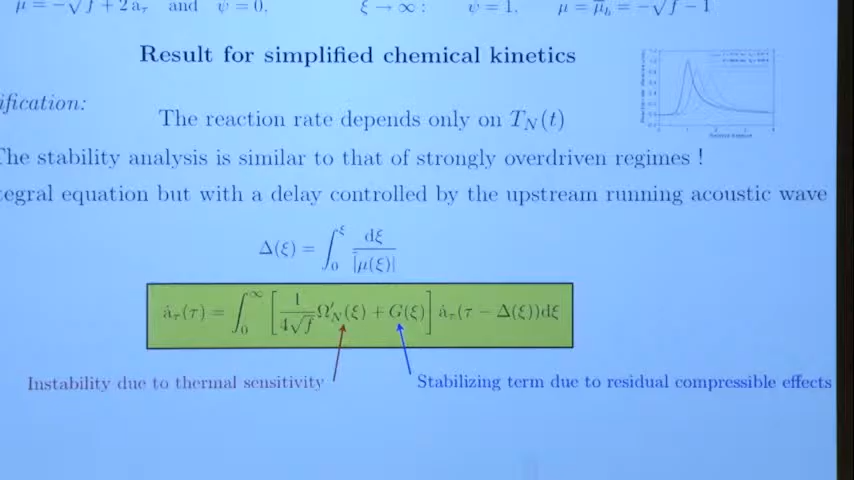 μ = −√f + 2a_τ and ψ = 0, ξ → ∞ : ψ = 1, μ = μ̄_b = −√f − 1
Result for simplified chemical kinetics
ification:
The reaction rate depends only on T_N(t)
The stability analysis is similar to that of strongly overdriven regimes !
tegral equation but with a delay controlled by the upstream running acoustic wave
Δ(ξ) = ∫_0^ξ dξ / |μ̄(ξ)|
ȧ_τ(τ) = ∫_0^∞ [ 1/(4√f) Ω′_N(ξ) + G(ξ) ] ȧ_τ(τ − Δ(ξ))dξ
Instability due to thermal sensitivity
Stabilizing term due to residual compressible effects